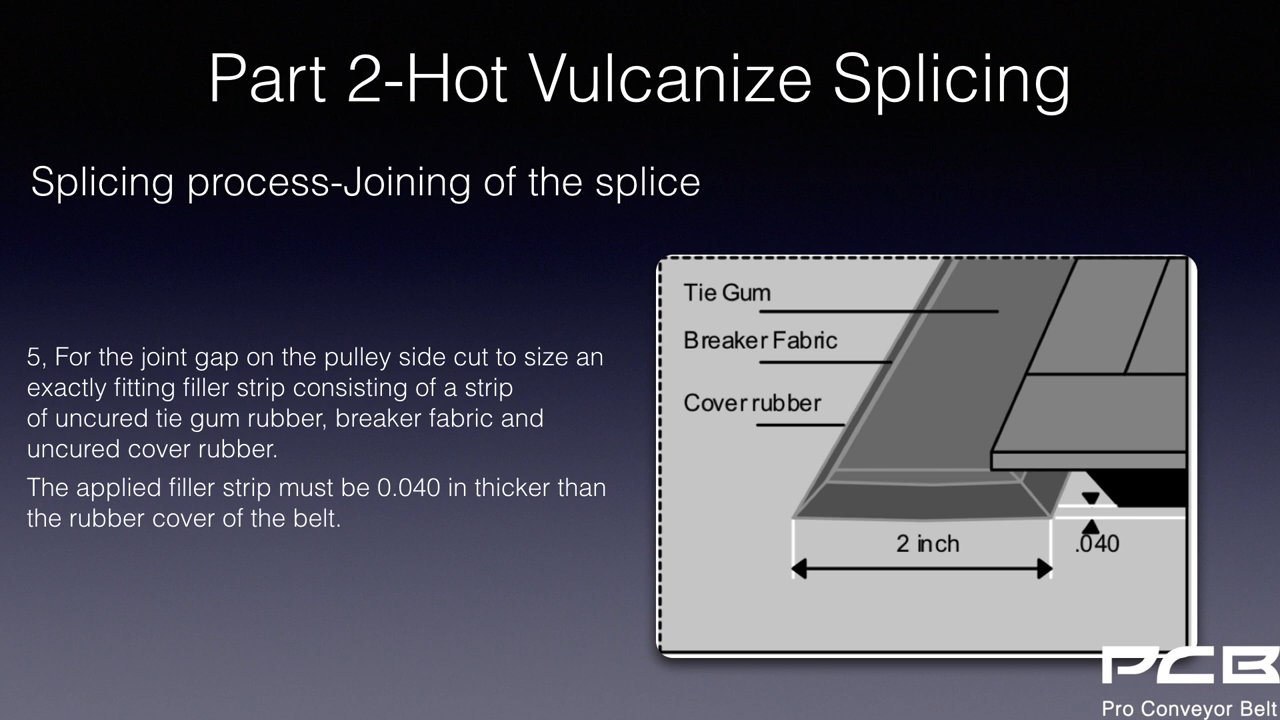 Part 2-Hot Vulcanize Splicing
Splicing process-Joining of the splice
5, For the joint gap on the pulley side cut to size an
exactly fitting filler strip consisting of a strip
of uncured tie gum rubber, breaker fabric and
uncured cover rubber.
The applied filler strip must be 0.040 in thicker than
the rubber cover of the belt.
Tie Gum
Breaker Fabric
Cover rubber
2 inch
.040
PCB
Pro Conveyor Belt